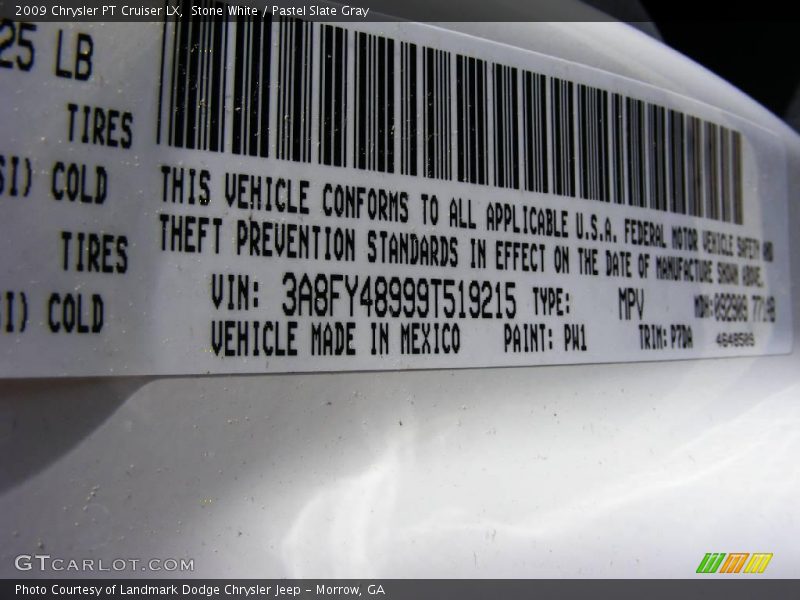 2009 Chrysler PT Cruiser LX, Stone White / Pastel Slate Gray
25 LB
TIRES
SI) COLD
TIRES
I) COLD
THIS VEHICLE CONFORMS TO ALL APPLICABLE U.S.A. FEDERAL MOTOR VEHICLE SAFETY AND
THEFT PREVENTION STANDARDS IN EFFECT ON THE DATE OF MANUFACTURE SHOWN ABOVE.
VIN: 3A8FY48999T519215 TYPE: MPV MDH:
VEHICLE MADE IN MEXICO PAINT: PW1 TRIM: P7DA
GTCARLOT.COM
Photo Courtesy of Landmark Dodge Chrysler Jeep - Morrow, GA